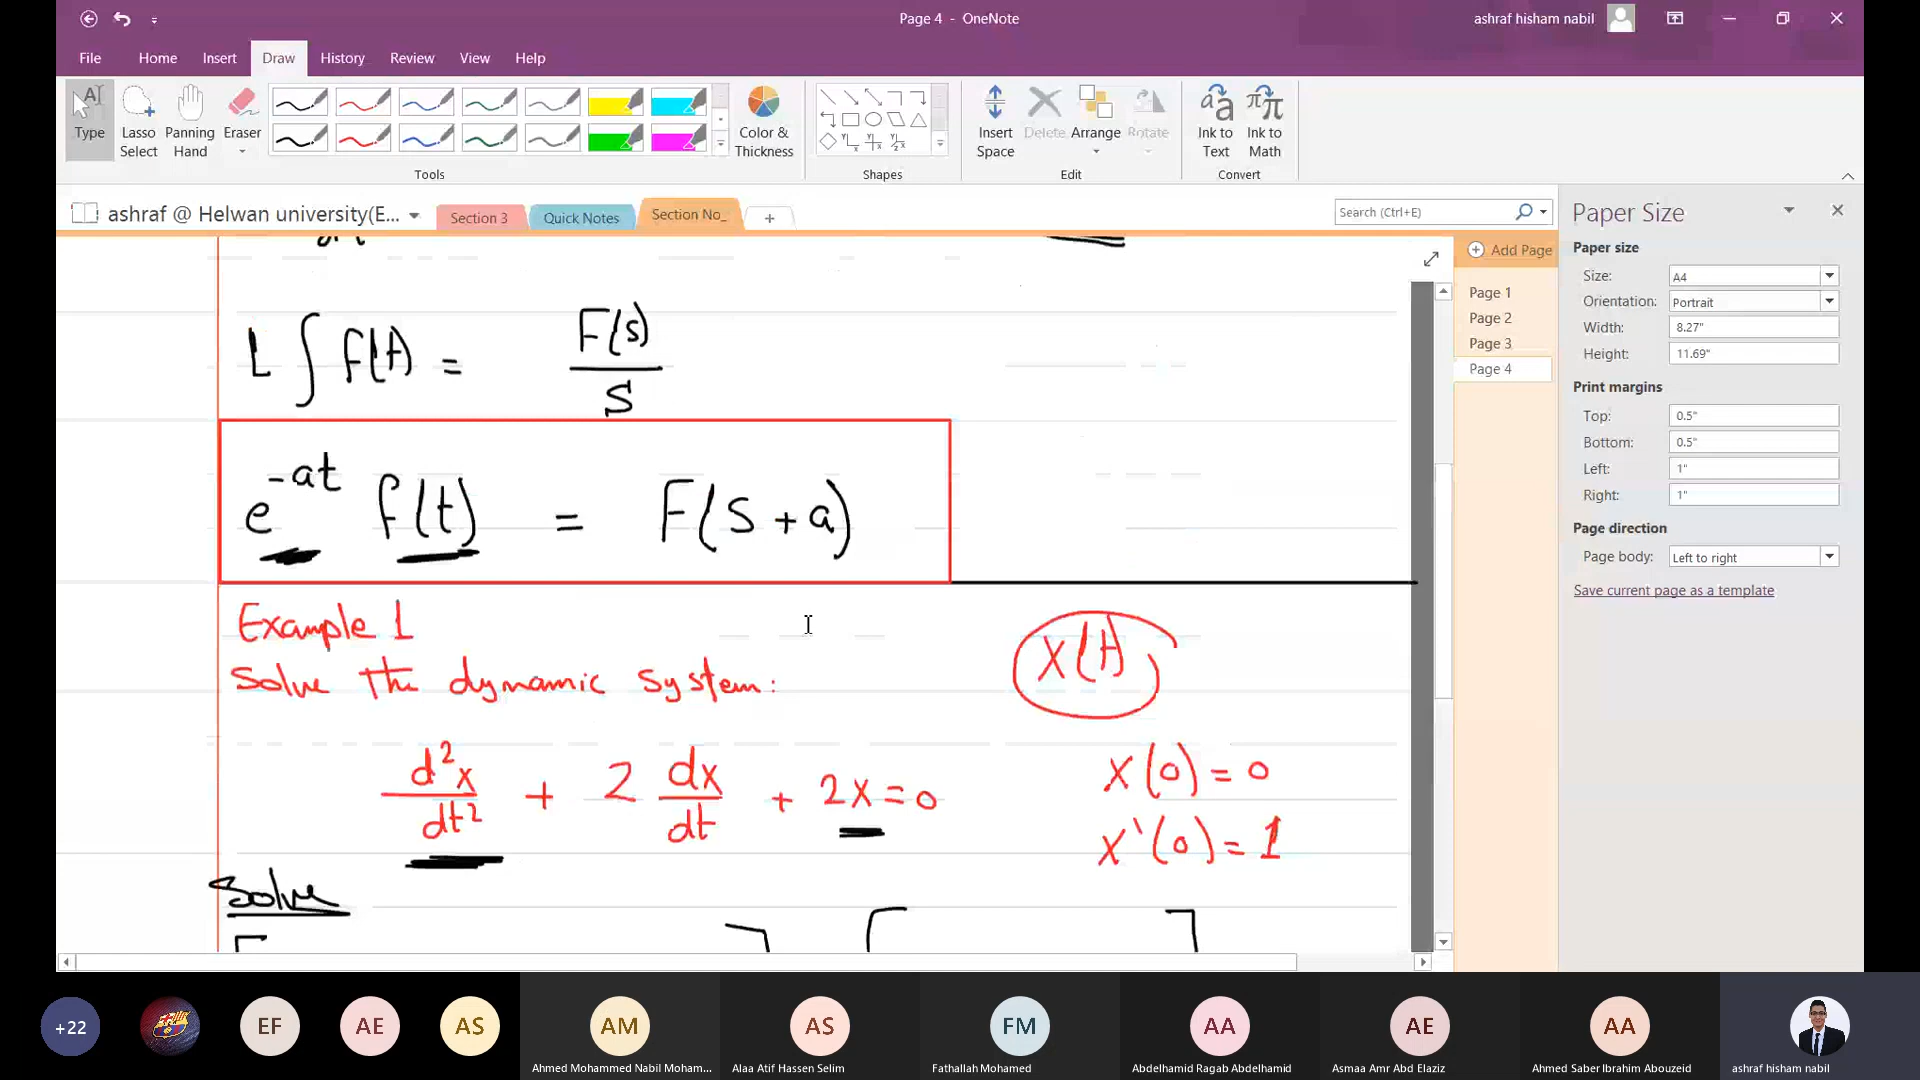 Page 4 - OneNote
ashraf hisham nabil
File Home Insert Draw History Review View Help
Type
Lasso Select
Panning Hand
Eraser
Color & Thickness
Insert Space
Delete
Arrange
Rotate
Ink to Text
Ink to Math
Tools
Shapes
Edit
Convert
ashraf @ Helwan university(E...
Section 3
Quick Notes
Section No_
Search (Ctrl+E)
Add Page
Page 1
Page 2
Page 3
Page 4
L ∫ f(t) = F(s)/S
e^-at f(t) = F(S+a)
Example 1
Solve the dynamic system:
X(t)
d²x/dt² + 2 dx/dt + 2x=0
X(0)=0
X'(0)=1
Solve
Paper Size
Paper size
Size: A4
Orientation: Portrait
Width: 8.27"
Height: 11.69"
Print margins
Top: 0.5"
Bottom: 0.5"
Left: 1"
Right: 1"
Page direction
Page body: Left to right
Save current page as a template
+22
EF
AE
AS
AM
AS
FM
AA
AE
AA
Ahmed Mohammed Nabil Moham...
Alaa Atif Hassen Selim
Fathallah Mohamed
Abdelhamid Ragab Abdelhamid
Asmaa Amr Abd Elaziz
Ahmed Saber Ibrahim Abouzeid
ashraf hisham nabil